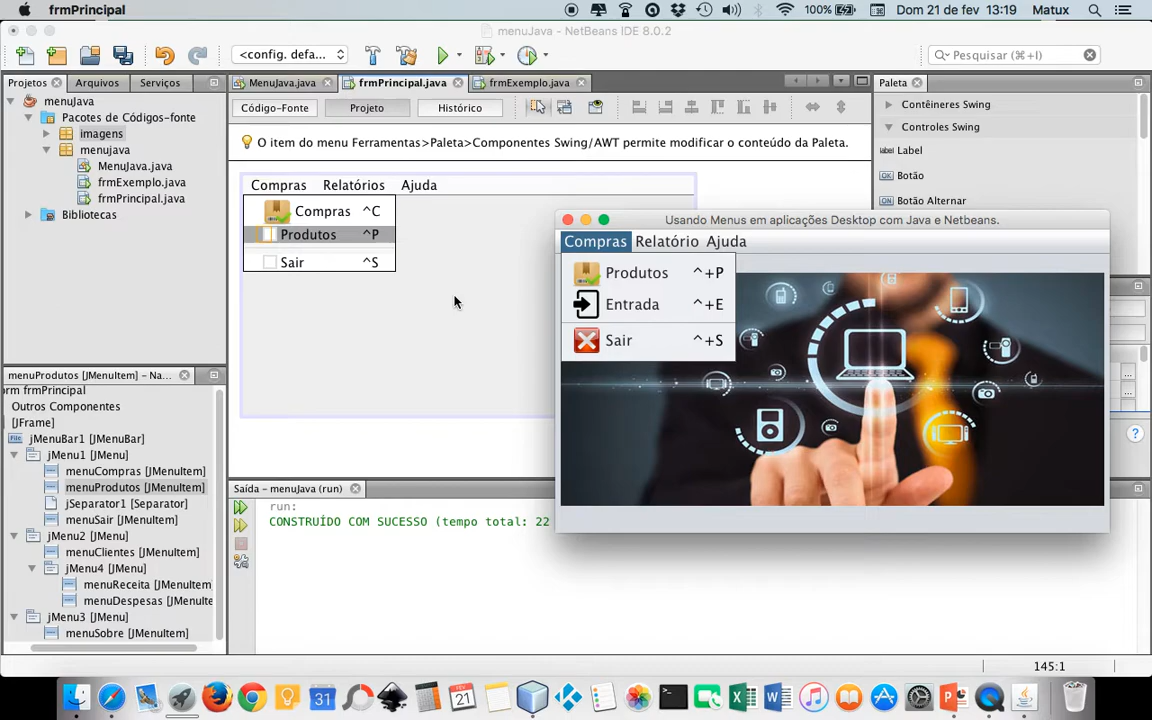 frmPrincipal
100%
Dom 21 de fev 13:19
Matux
menuJava - NetBeans IDE 8.0.2
<config. defa...
Pesquisar (⌘+I)
Projetos
Arquivos
Serviços
MenuJava.java
frmPrincipal.java
frmExemplo.java
Paleta
menuJava
Pacotes de Códigos-fonte
imagens
menujava
MenuJava.java
frmExemplo.java
frmPrincipal.java
Bibliotecas
Código-Fonte
Projeto
Histórico
O item do menu Ferramentas>Paleta>Componentes Swing/AWT permite modificar o conteúdo da Paleta.
Contêineres Swing
Controles Swing
Label
Botão
Botão Alternar
Compras Relatórios Ajuda
Compras ^C
Produtos ^P
Sair ^S
Usando Menus em aplicações Desktop com Java e Netbeans.
Compras Relatório Ajuda
Produtos ^+P
Entrada ^+E
Sair ^+S
menuProdutos [JMenuItem] - Na...
orm frmPrincipal
Outros Componentes
[JFrame]
jMenuBar1 [JMenuBar]
jMenu1 [JMenu]
menuCompras [JMenuItem]
menuProdutos [JMenuItem]
jSeparator1 [Separator]
menuSair [JMenuItem]
jMenu2 [JMenu]
menuClientes [JMenuItem]
jMenu4 [JMenu]
menuReceita [JMenuItem]
menuDespesas [JMenuIte
jMenu3 [JMenu]
menuSobre [JMenuItem]
Saída – menuJava (run)
run:
CONSTRUÍDO COM SUCESSO (tempo total: 22
145:1